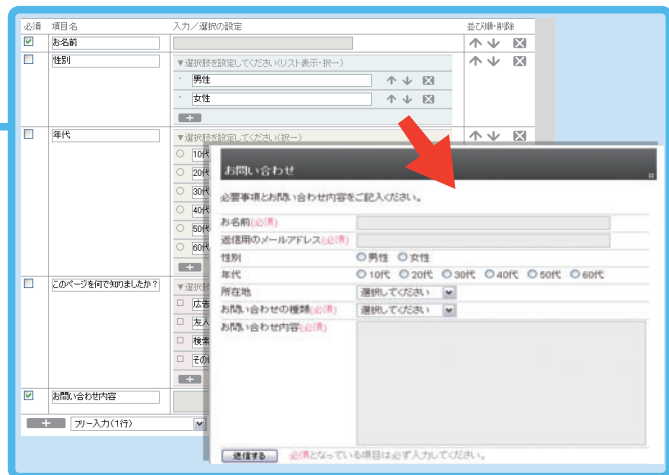 必須 項目名 入力/選択の設定 並び順・削除
お名前
性別 ▼選択肢を設定してください(リスト表示・択一)
男性
女性
年代 ▼選択肢を設定してください(択一)
10代
20代
30代
40代
50代
60代
このページを何で知りましたか？ ▼選択肢
広告
友人
検索
その他
お問い合わせ内容
フリー入力(1行)
お問い合わせ
必要事項とお問い合わせ内容をご記入ください。
お名前(必須)
返信用のメールアドレス(必須)
性別 男性 女性
年代 10代 20代 30代 40代 50代 60代
所在地 選択してください
お問い合わせの種類(必須) 選択してください
お問い合わせ内容(必須)
送信する 必須となっている項目は必ず入力してください。